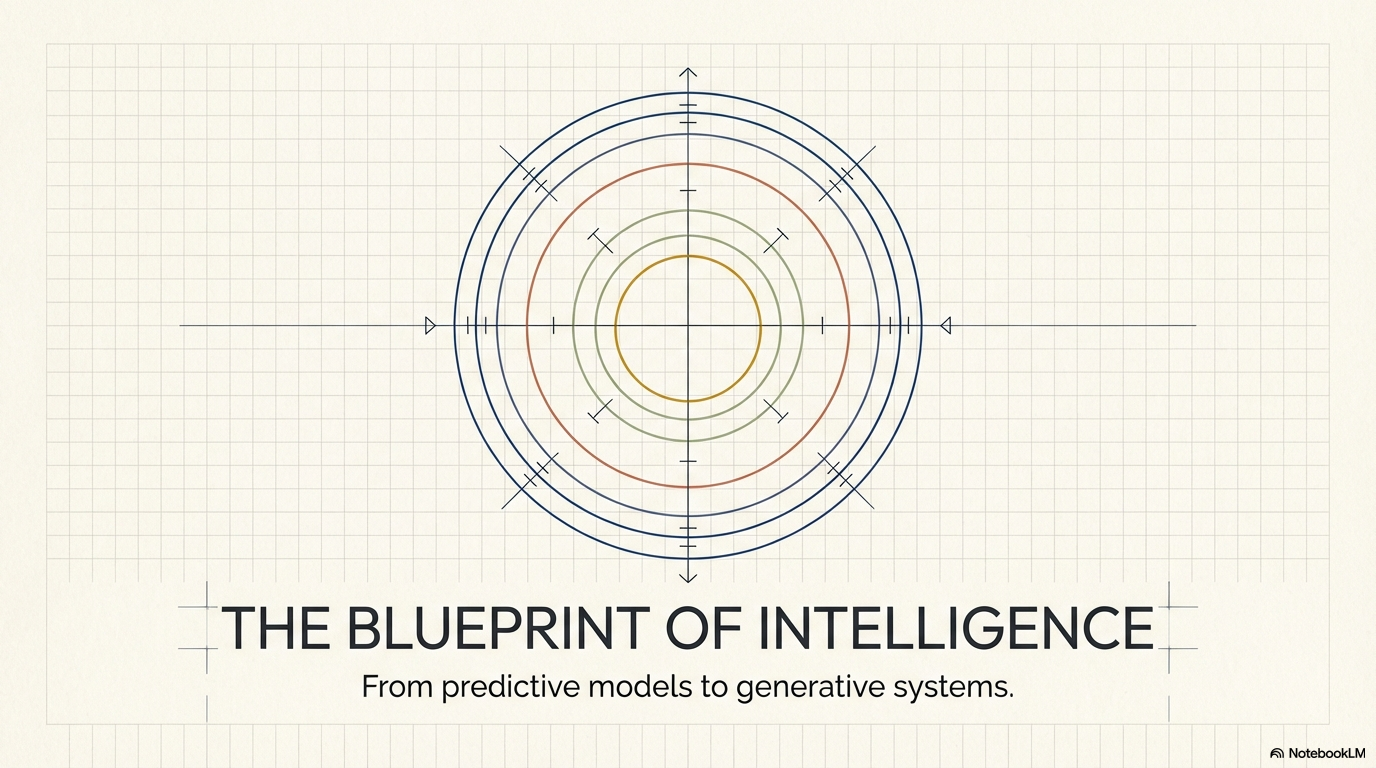 THE BLUEPRINT OF INTELLIGENCE
From predictive models to generative systems.
NotebookLM